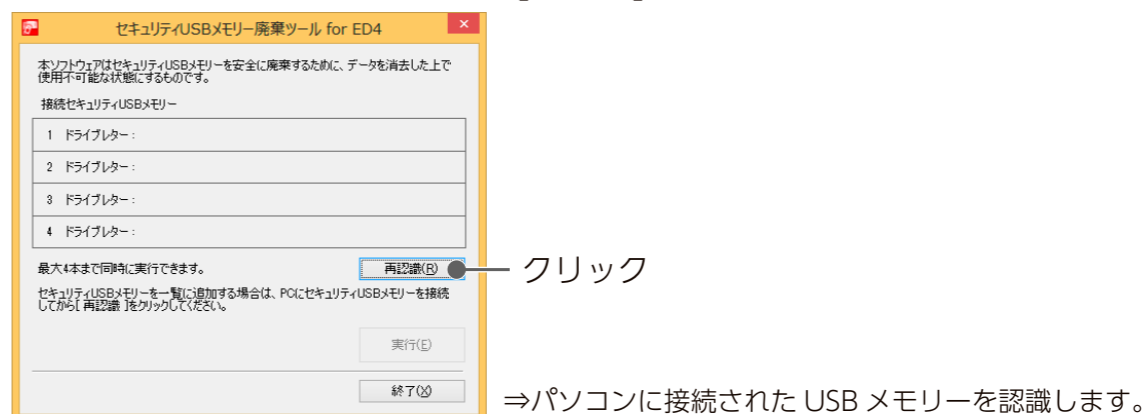 セキュリティUSBメモリー廃棄ツール for ED4
本ソフトウェアはセキュリティUSBメモリーを安全に廃棄するために、データを消去した上で
使用不可能な状態にするものです。
接続セキュリティUSBメモリー
1 ドライブレター：
2 ドライブレター：
3 ドライブレター：
4 ドライブレター：
最大4本まで同時に実行できます。
再認識(R)
クリック
セキュリティUSBメモリーを一覧に追加する場合は、PCにセキュリティUSBメモリーを接続
してから[ 再認識 ]をクリックしてください。
実行(E)
終了(X)
⇒パソコンに接続された USB メモリーを認識します。